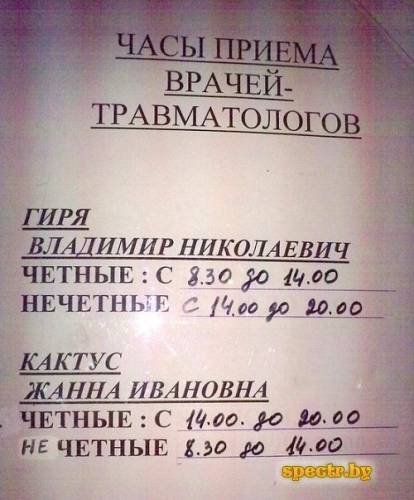 ЧАСЫ ПРИЕМА
ВРАЧЕЙ-
ТРАВМАТОЛОГОВ
ГИРЯ
ВЛАДИМИР НИКОЛАЕВИЧ
ЧЕТНЫЕ : С 8.30 до 14.00
НЕЧЕТНЫЕ С 14.00 до 20.00
КАКТУС
ЖАННА ИВАНОВНА
ЧЕТНЫЕ : С 14.00. до 20.00
НЕ ЧЕТНЫЕ 8.30 до 14.00
spectr.by